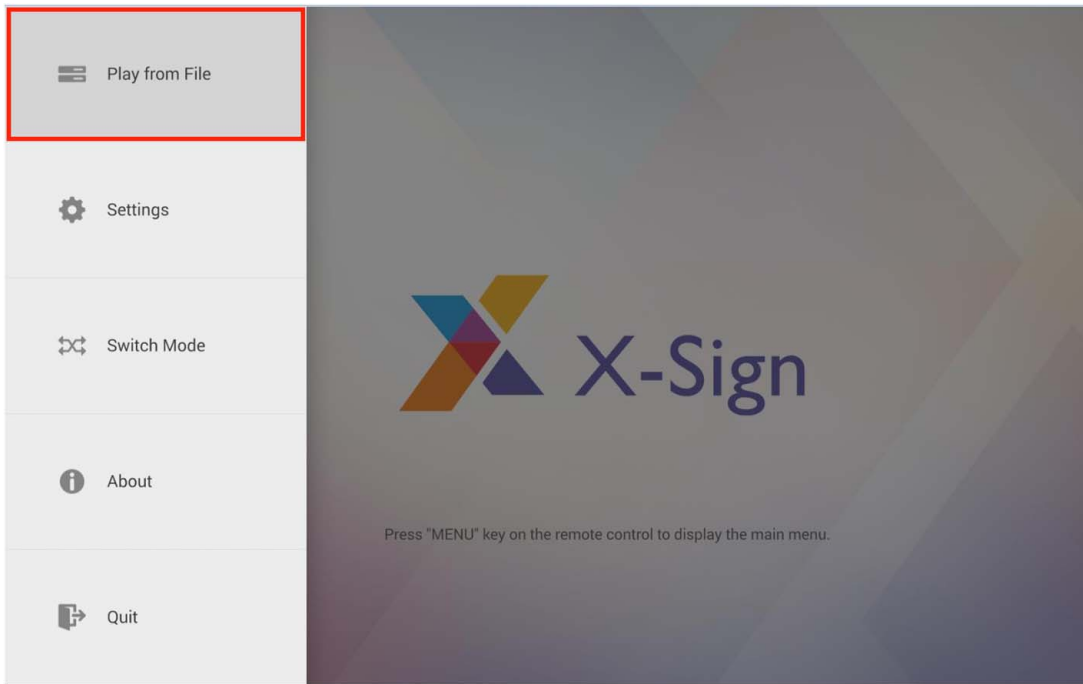 Play from File
Settings
Switch Mode
About
Quit
X-Sign
Press "MENU" key on the remote control to display the main menu.